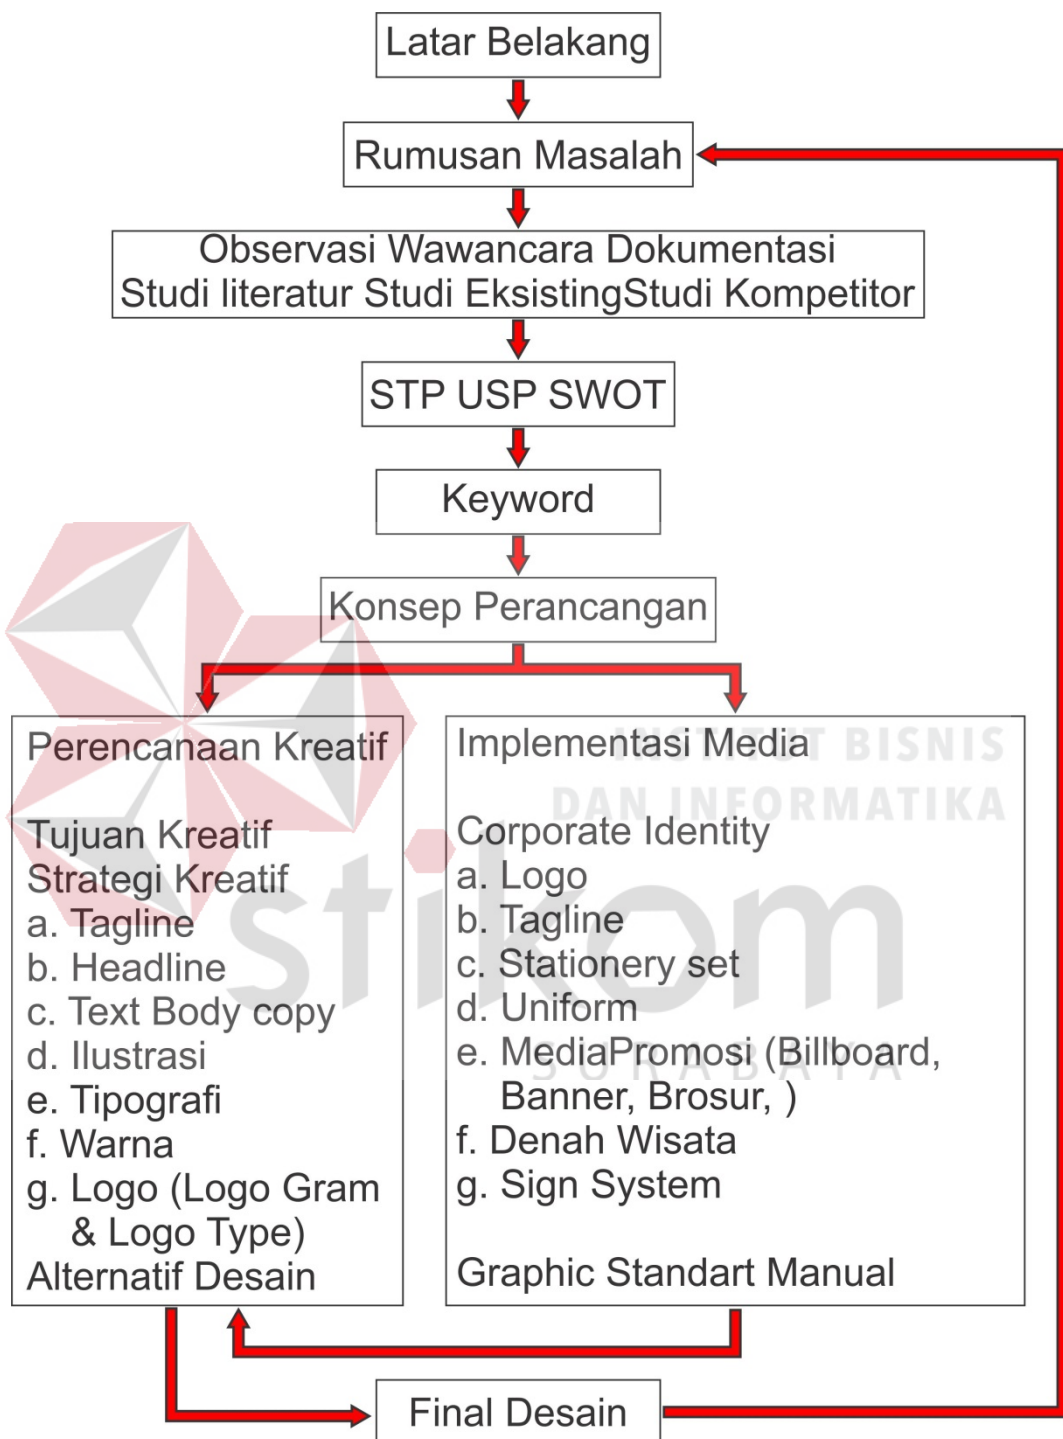 Latar Belakang
Rumusan Masalah
Observasi Wawancara Dokumentasi
Studi literatur Studi EksistingStudi Kompetitor
STP USP SWOT
Keyword
Konsep Perancangan
Perencanaan Kreatif
Tujuan Kreatif
Strategi Kreatif
a. Tagline
b. Headline
c. Text Body copy
d. Ilustrasi
e. Tipografi
f. Warna
g. Logo (Logo Gram
& Logo Type)
Alternatif Desain
Implementasi Media
Corporate Identity
a. Logo
b. Tagline
c. Stationery set
d. Uniform
e. MediaPromosi (Billboard,
Banner, Brosur, )
f. Denah Wisata
g. Sign System
Graphic Standart Manual
Final Desain
INSTITUT BISNIS
DAN INFORMATIKA
stikom
SURABAYA